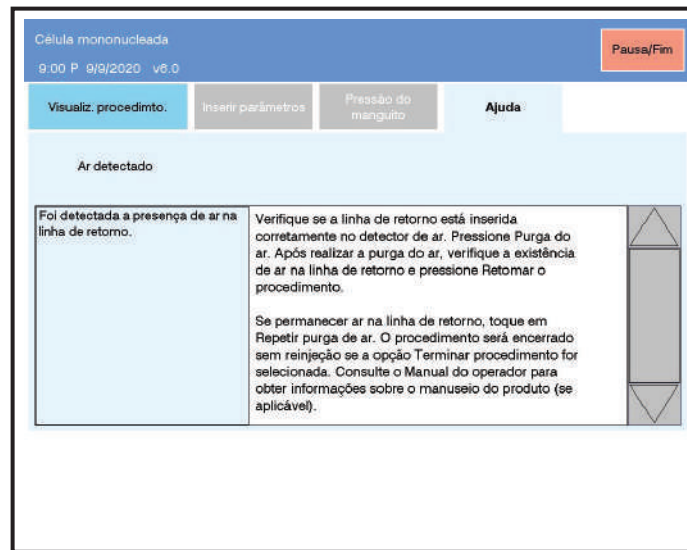 Célula mononucleada
9:00 P 9/9/2020 v6.0
Pausa/Fim
Visualiz. procedimto.
Inserir parâmetros
Pressão do
manguito
Ajuda
Ar detectado
Foi detectada a presença de ar na
linha de retorno.
Verifique se a linha de retorno está inserida
corretamente no detector de ar. Pressione Purga do
ar. Após realizar a purga do ar, verifique a existência
de ar na linha de retorno e pressione Retomar o
procedimento.
Se permanecer ar na linha de retorno, toque em
Repetir purga de ar. O procedimento será encerrado
sem reinjeção se a opção Terminar procedimento for
selecionada. Consulte o Manual do operador para
obter informações sobre o manuseio do produto (se
aplicável).